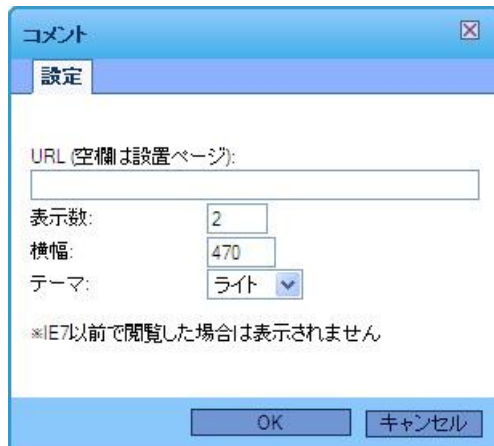 コメント
設定
URL (空欄は設置ページ):
表示数: 2
横幅: 470
テーマ: ライト
※IE7以前で閲覧した場合は表示されません
OK キャンセル